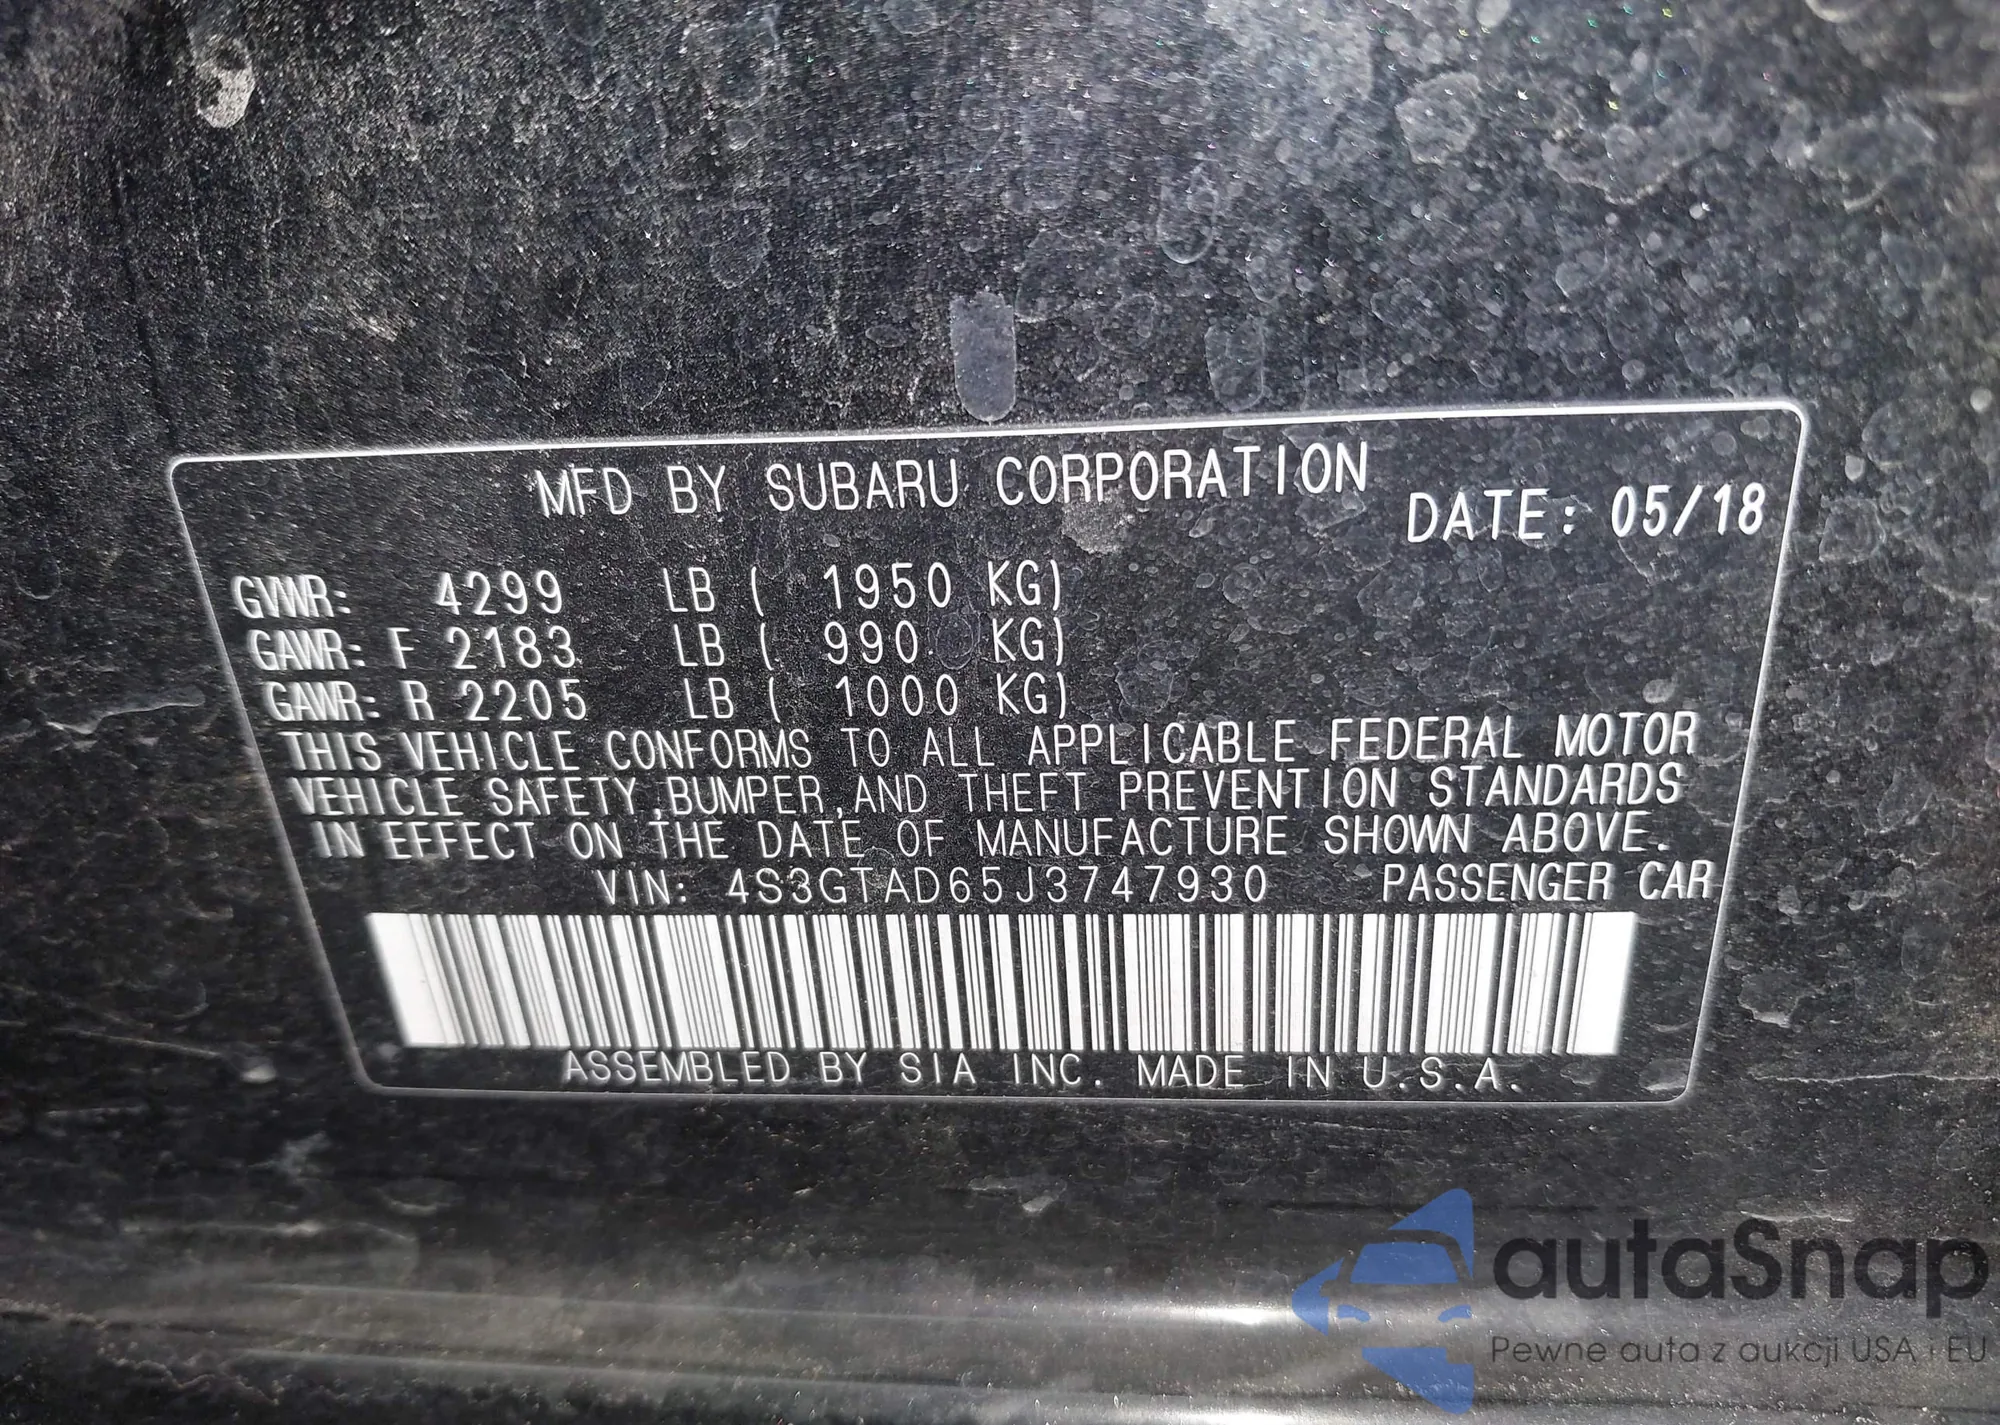 MFD BY SUBARU CORPORATION
DATE: 05/18
GVWR: 4299 LB ( 1950 KG)
GAWR: F 2183 LB ( 990 KG)
GAWR: R 2205 LB ( 1000 KG)
THIS VEHICLE CONFORMS TO ALL APPLICABLE FEDERAL MOTOR
VEHICLE SAFETY,BUMPER,AND THEFT PREVENTION STANDARDS
IN EFFECT ON THE DATE OF MANUFACTURE SHOWN ABOVE.
VIN: 4S3GTAD65J3747930 PASSENGER CAR
ASSEMBLED BY SIA INC. MADE IN U.S.A.
autaSnap
Pewne auta z aukcji USA i EU